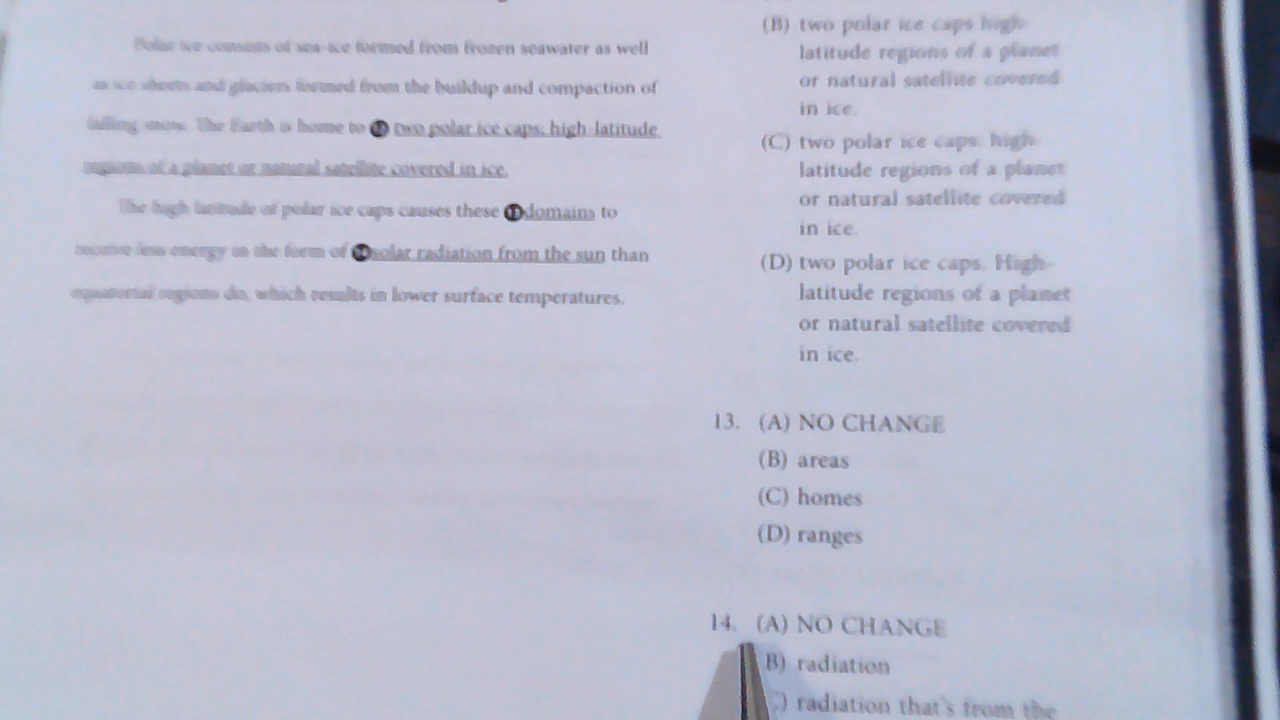 Polar ice consists of sea-ice formed from frozen seawater as well
as ice sheets and glaciers formed from the buildup and compaction of
falling snow. The Earth is home to two polar ice caps; high-latitude
regions of a planet or natural satellite covered in ice.
The high latitude of polar ice caps causes these 13 domains to
receive less energy in the form of 14 solar radiation from the sun than
equatorial regions do, which results in lower surface temperatures.
(B) two polar ice caps high-
latitude regions of a planet
or natural satellite covered
in ice.
(C) two polar ice caps: high-
latitude regions of a planet
or natural satellite covered
in ice.
(D) two polar ice caps. High-
latitude regions of a planet
or natural satellite covered
in ice.
13. (A) NO CHANGE
(B) areas
(C) homes
(D) ranges
14. (A) NO CHANGE
B) radiation
) radiation that's from the